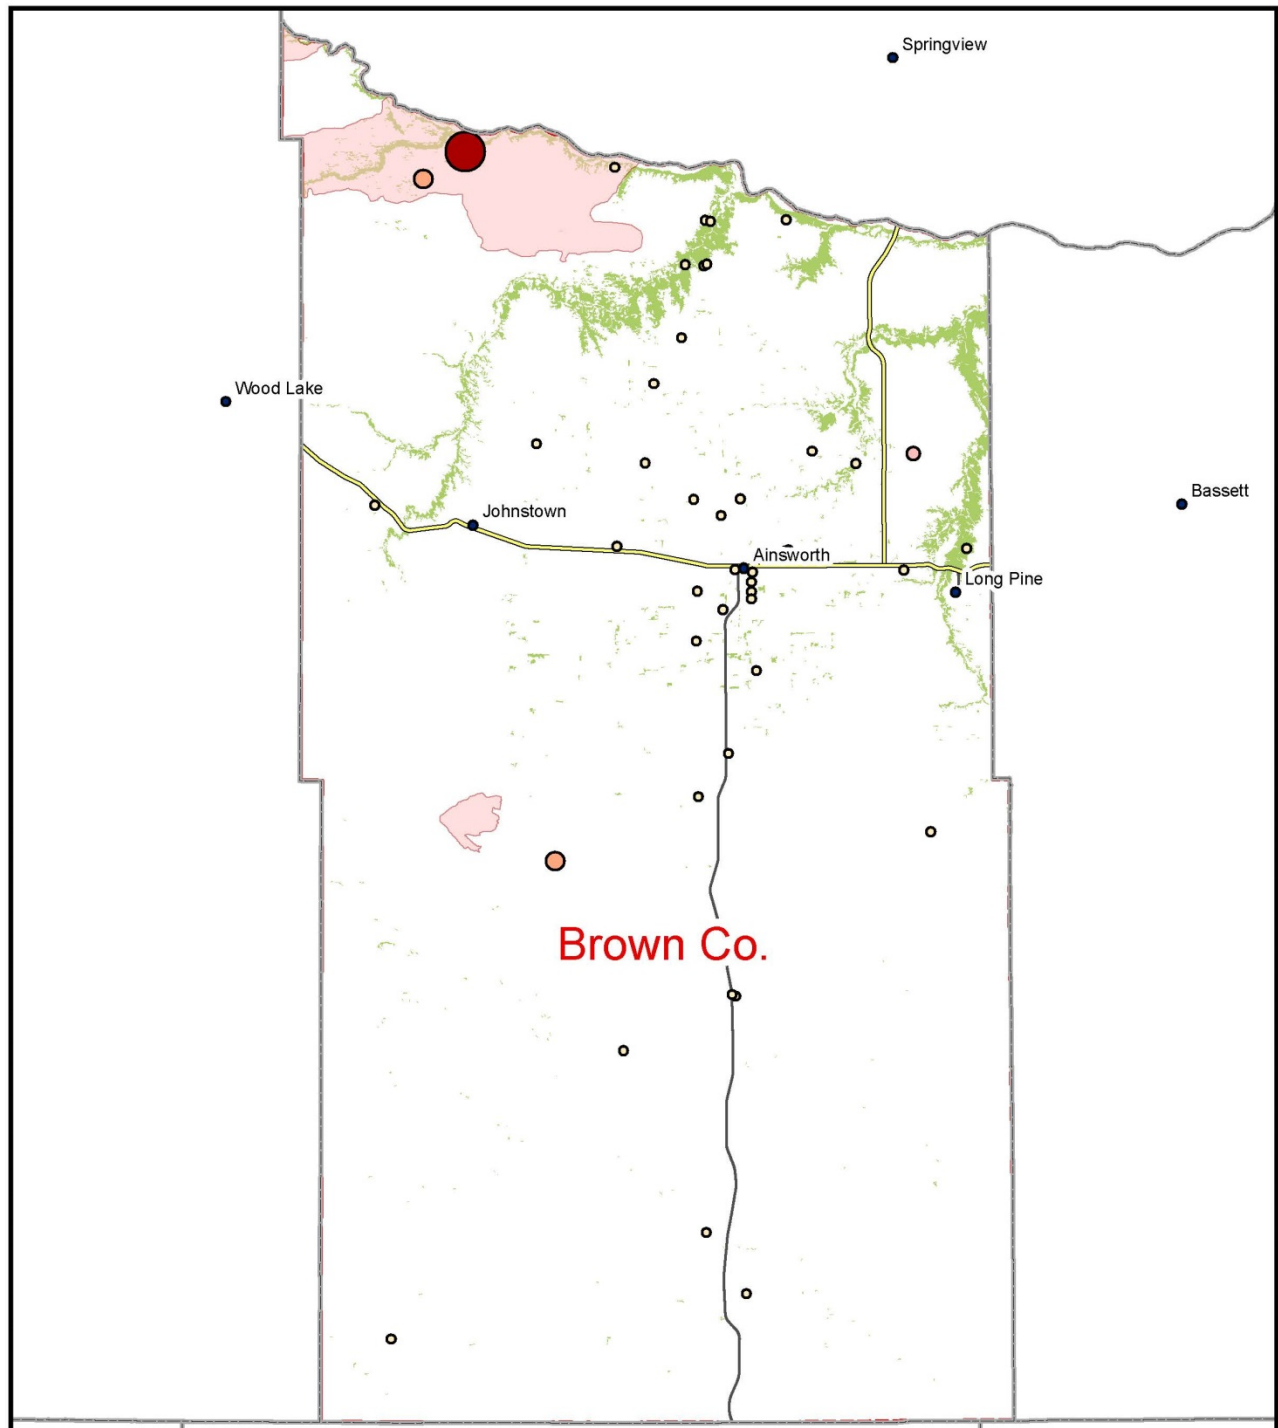 Springview
Wood Lake
Bassett
Johnstown
Ainsworth
Long Pine
Brown Co.